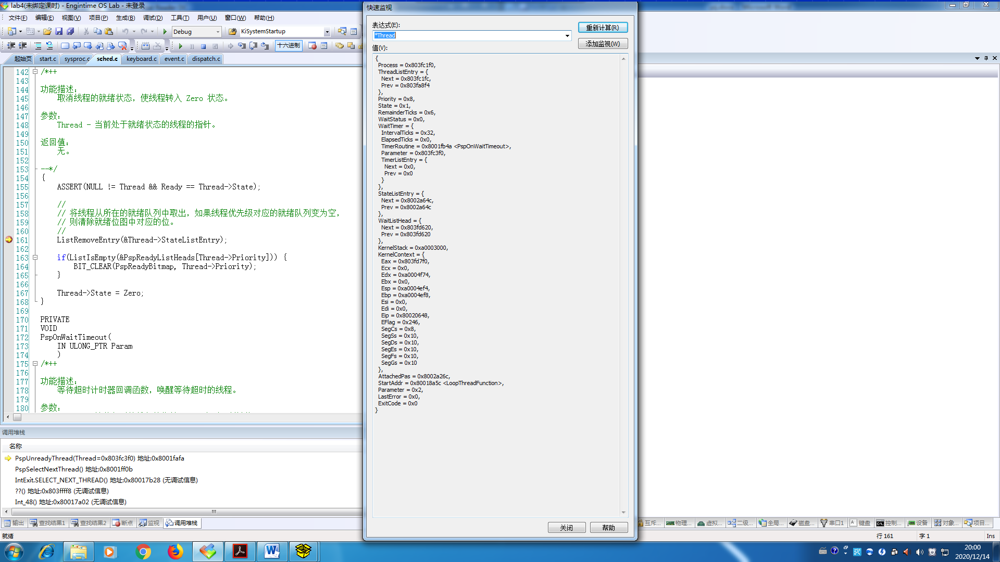 lab4(未绑定课时) - Engintime OS Lab - 未登录
文件(F) 编辑(E) 视图(V) 项目(P) 生成(B) 调试(D) 工具(T) 用户(U) 窗口(W) 帮助(H)
Debug KiSystemStartup
十六进制
起始页 start.c sysproc.c sched.c keyboard.c event.c dispatch.c
142 /*++
143
144 功能描述:
145 取消线程的就绪状态，使线程转入 Zero 状态。
146
147 参数:
148 Thread - 当前处于就绪状态的线程的指针。
149
150 返回值:
151 无。
152
153 --*/
154 {
155 ASSERT(NULL != Thread && Ready == Thread->State);
156
157 //
158 // 将线程从所在的就绪队列中取出，如果线程优先级对应的就绪队列变为空，
159 // 则清除就绪位图中对应的位。
160 //
161 ListRemoveEntry(&Thread->StateListEntry);
162
163 if(ListIsEmpty(&PspReadyListHeads[Thread->Priority])) {
164 BIT_CLEAR(PspReadyBitmap, Thread->Priority);
165 }
166
167 Thread->State = Zero;
168 }
169
170 PRIVATE
171 VOID
172 PspOnWaitTimeout(
173 IN ULONG_PTR Param
174 )
175 /*++
176
177 功能描述:
178 等待超时计时器回调函数，唤醒等待超时的线程。
179
180 参数:
调用堆栈
名称
PspUnreadyThread(Thread=0x803fc3f0) 地址:0x8001fafa
PspSelectNextThread() 地址:0x8001ff0b
IntExit.SELECT_NEXT_THREAD() 地址:0x80017b28 (无调试信息)
??() 地址:0x803ffff8 (无调试信息)
Int_48() 地址:0x80017a02 (无调试信息)
输出 查找结果1 查找结果2 断点 监视 调用堆栈
就绪
快速监视
表达式(E):
*Thread
重新计算(R)
添加监视(W)
值(V):
{
Process = 0x803fc1f0,
ThreadListEntry = {
Next = 0x803fc1fc,
Prev = 0x803fa8f4
},
Priority = 0x8,
State = 0x1,
RemainderTicks = 0x6,
WaitStatus = 0x0,
WaitTimer = {
IntervalTicks = 0x32,
ElapsedTicks = 0x0,
TimerRoutine = 0x8001fb4a <PspOnWaitTimeout>,
Parameter = 0x803fc3f0,
TimerListEntry = {
Next = 0x0,
Prev = 0x0
}
},
StateListEntry = {
Next = 0x8002a64c,
Prev = 0x8002a64c
},
WaitListHead = {
Next = 0x803fd620,
Prev = 0x803fd620
},
KernelStack = 0xa0003000,
KernelContext = {
Eax = 0x803fd7f0,
Ecx = 0x0,
Edx = 0xa0004f74,
Ebx = 0x0,
Esp = 0xa0004ef4,
Ebp = 0xa0004ef8,
Esi = 0x0,
Edi = 0x0,
Eip = 0x80020648,
EFlag = 0x246,
SegCs = 0x8,
SegSs = 0x10,
SegDs = 0x10,
SegEs = 0x10,
SegFs = 0x10,
SegGs = 0x10
},
AttachedPas = 0x8002a26c,
StartAddr = 0x80018a5c <LoopThreadFunction>,
Parameter = 0x2,
LastError = 0x0,
ExitCode = 0x0
}
关闭 帮助
互斥... 物理... 虚拟... 二级... 全局... 磁盘... 串口1 键盘 控制... 设备 对象... 项目...
行 161 字 1 Ins
20:00
2020/12/14